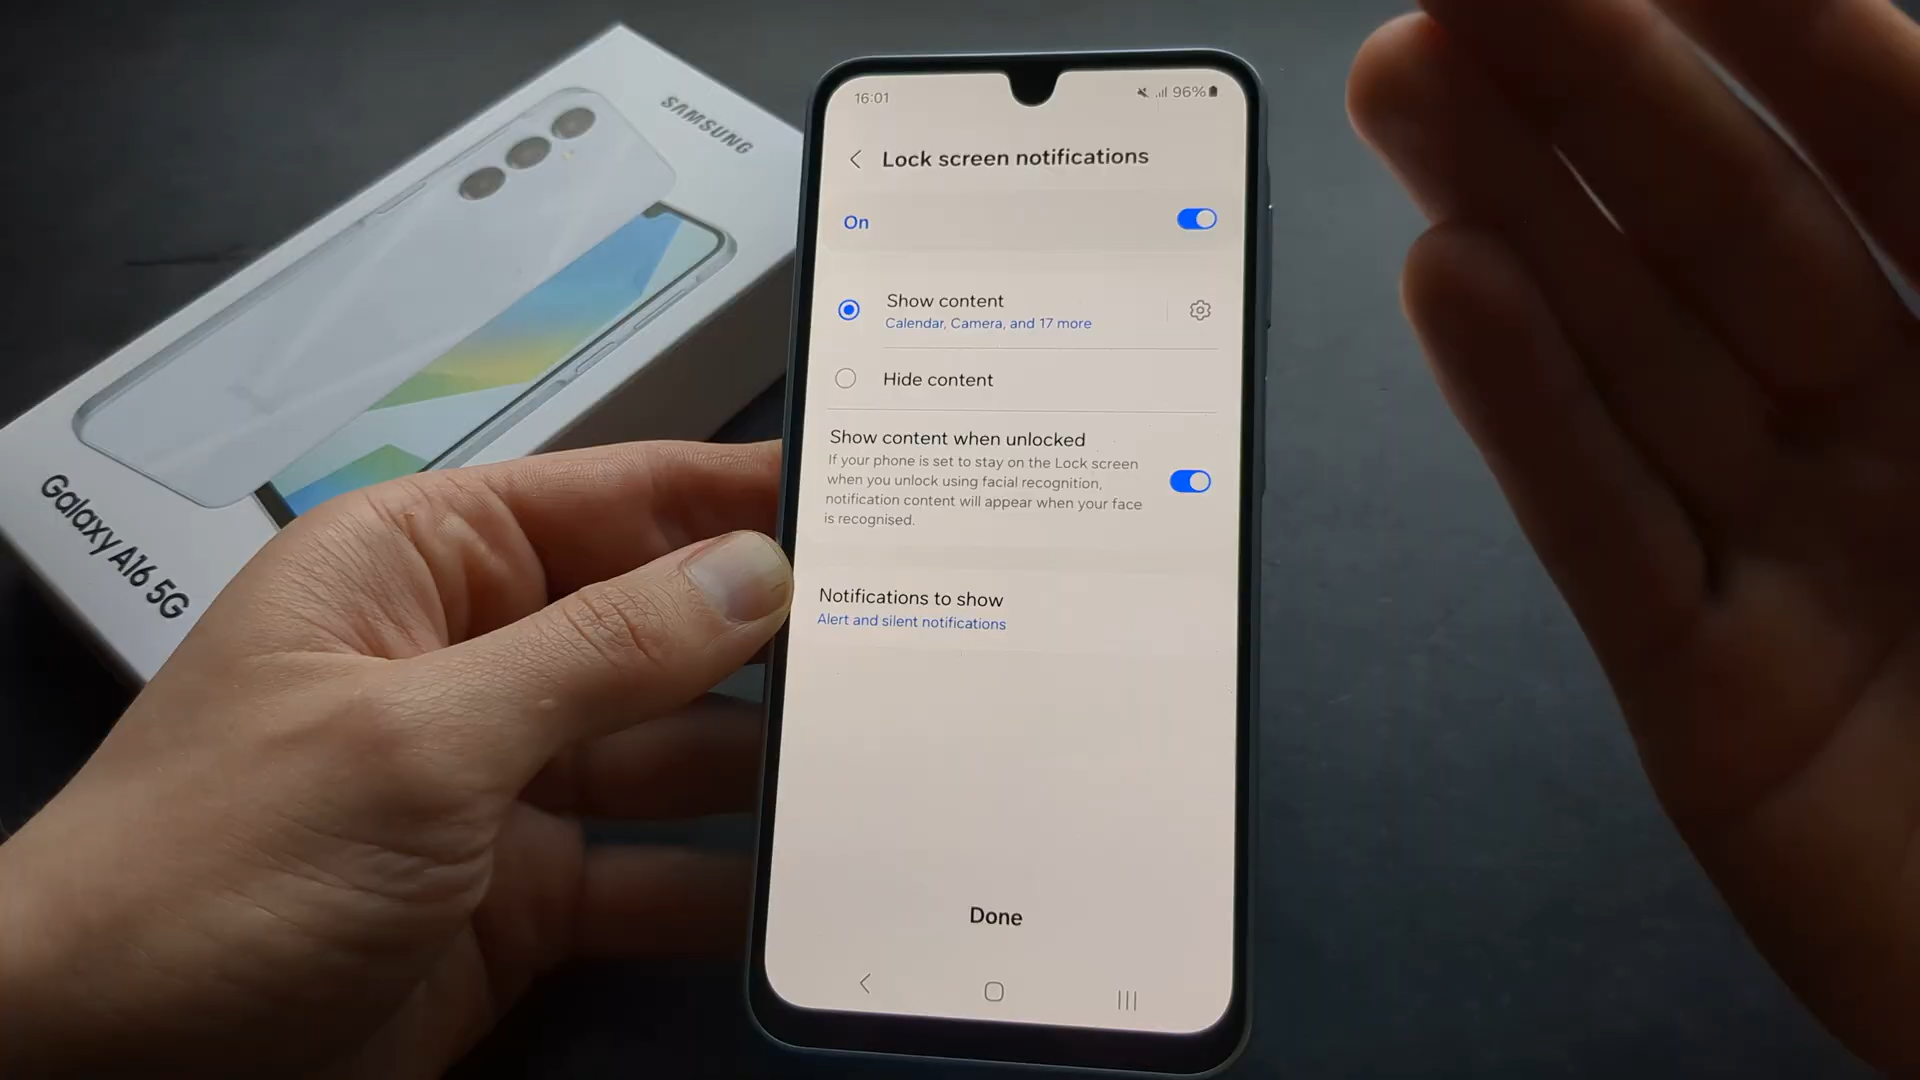 SAMSUNG
Galaxy A16 5G
16:01
96%
Lock screen notifications
On
Show content
Calendar, Camera, and 17 more
Hide content
Show content when unlocked
If your phone is set to stay on the Lock screen
when you unlock using facial recognition,
notification content will appear when your face
is recognised.
Notifications to show
Alert and silent notifications
Done